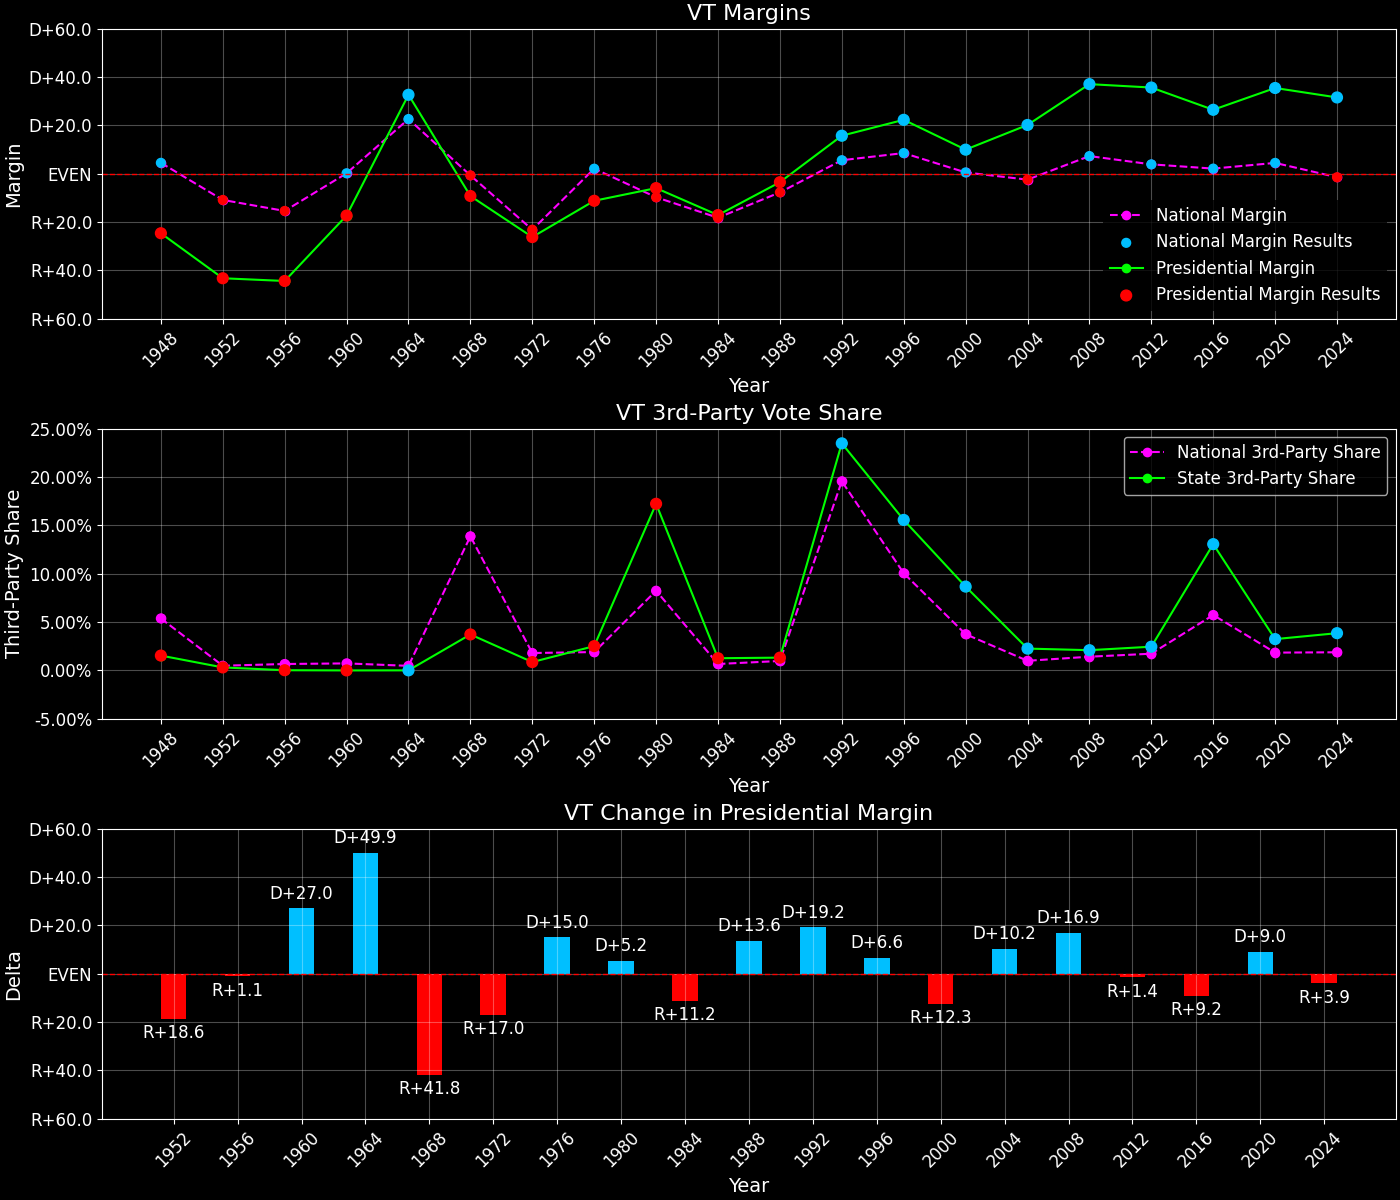 VT Margins
D+60.0
D+40.0
D+20.0
EVEN
R+20.0
R+40.0
R+60.0
Margin
National Margin
National Margin Results
Presidential Margin
Presidential Margin Results
1948 1952 1956 1960 1964 1968 1972 1976 1980 1984 1988 1992 1996 2000 2004 2008 2012 2016 2020 2024
Year
VT 3rd-Party Vote Share
25.00%
20.00%
15.00%
10.00%
5.00%
0.00%
-5.00%
Third-Party Share
National 3rd-Party Share
State 3rd-Party Share
1948 1952 1956 1960 1964 1968 1972 1976 1980 1984 1988 1992 1996 2000 2004 2008 2012 2016 2020 2024
Year
VT Change in Presidential Margin
D+60.0
D+40.0
D+20.0
EVEN
R+20.0
R+40.0
R+60.0
Delta
R+18.6
R+1.1
D+27.0
D+49.9
R+41.8
R+17.0
D+15.0
D+5.2
R+11.2
D+13.6
D+19.2
D+6.6
R+12.3
D+10.2
D+16.9
R+1.4
R+9.2
D+9.0
R+3.9
1952 1956 1960 1964 1968 1972 1976 1980 1984 1988 1992 1996 2000 2004 2008 2012 2016 2020 2024
Year